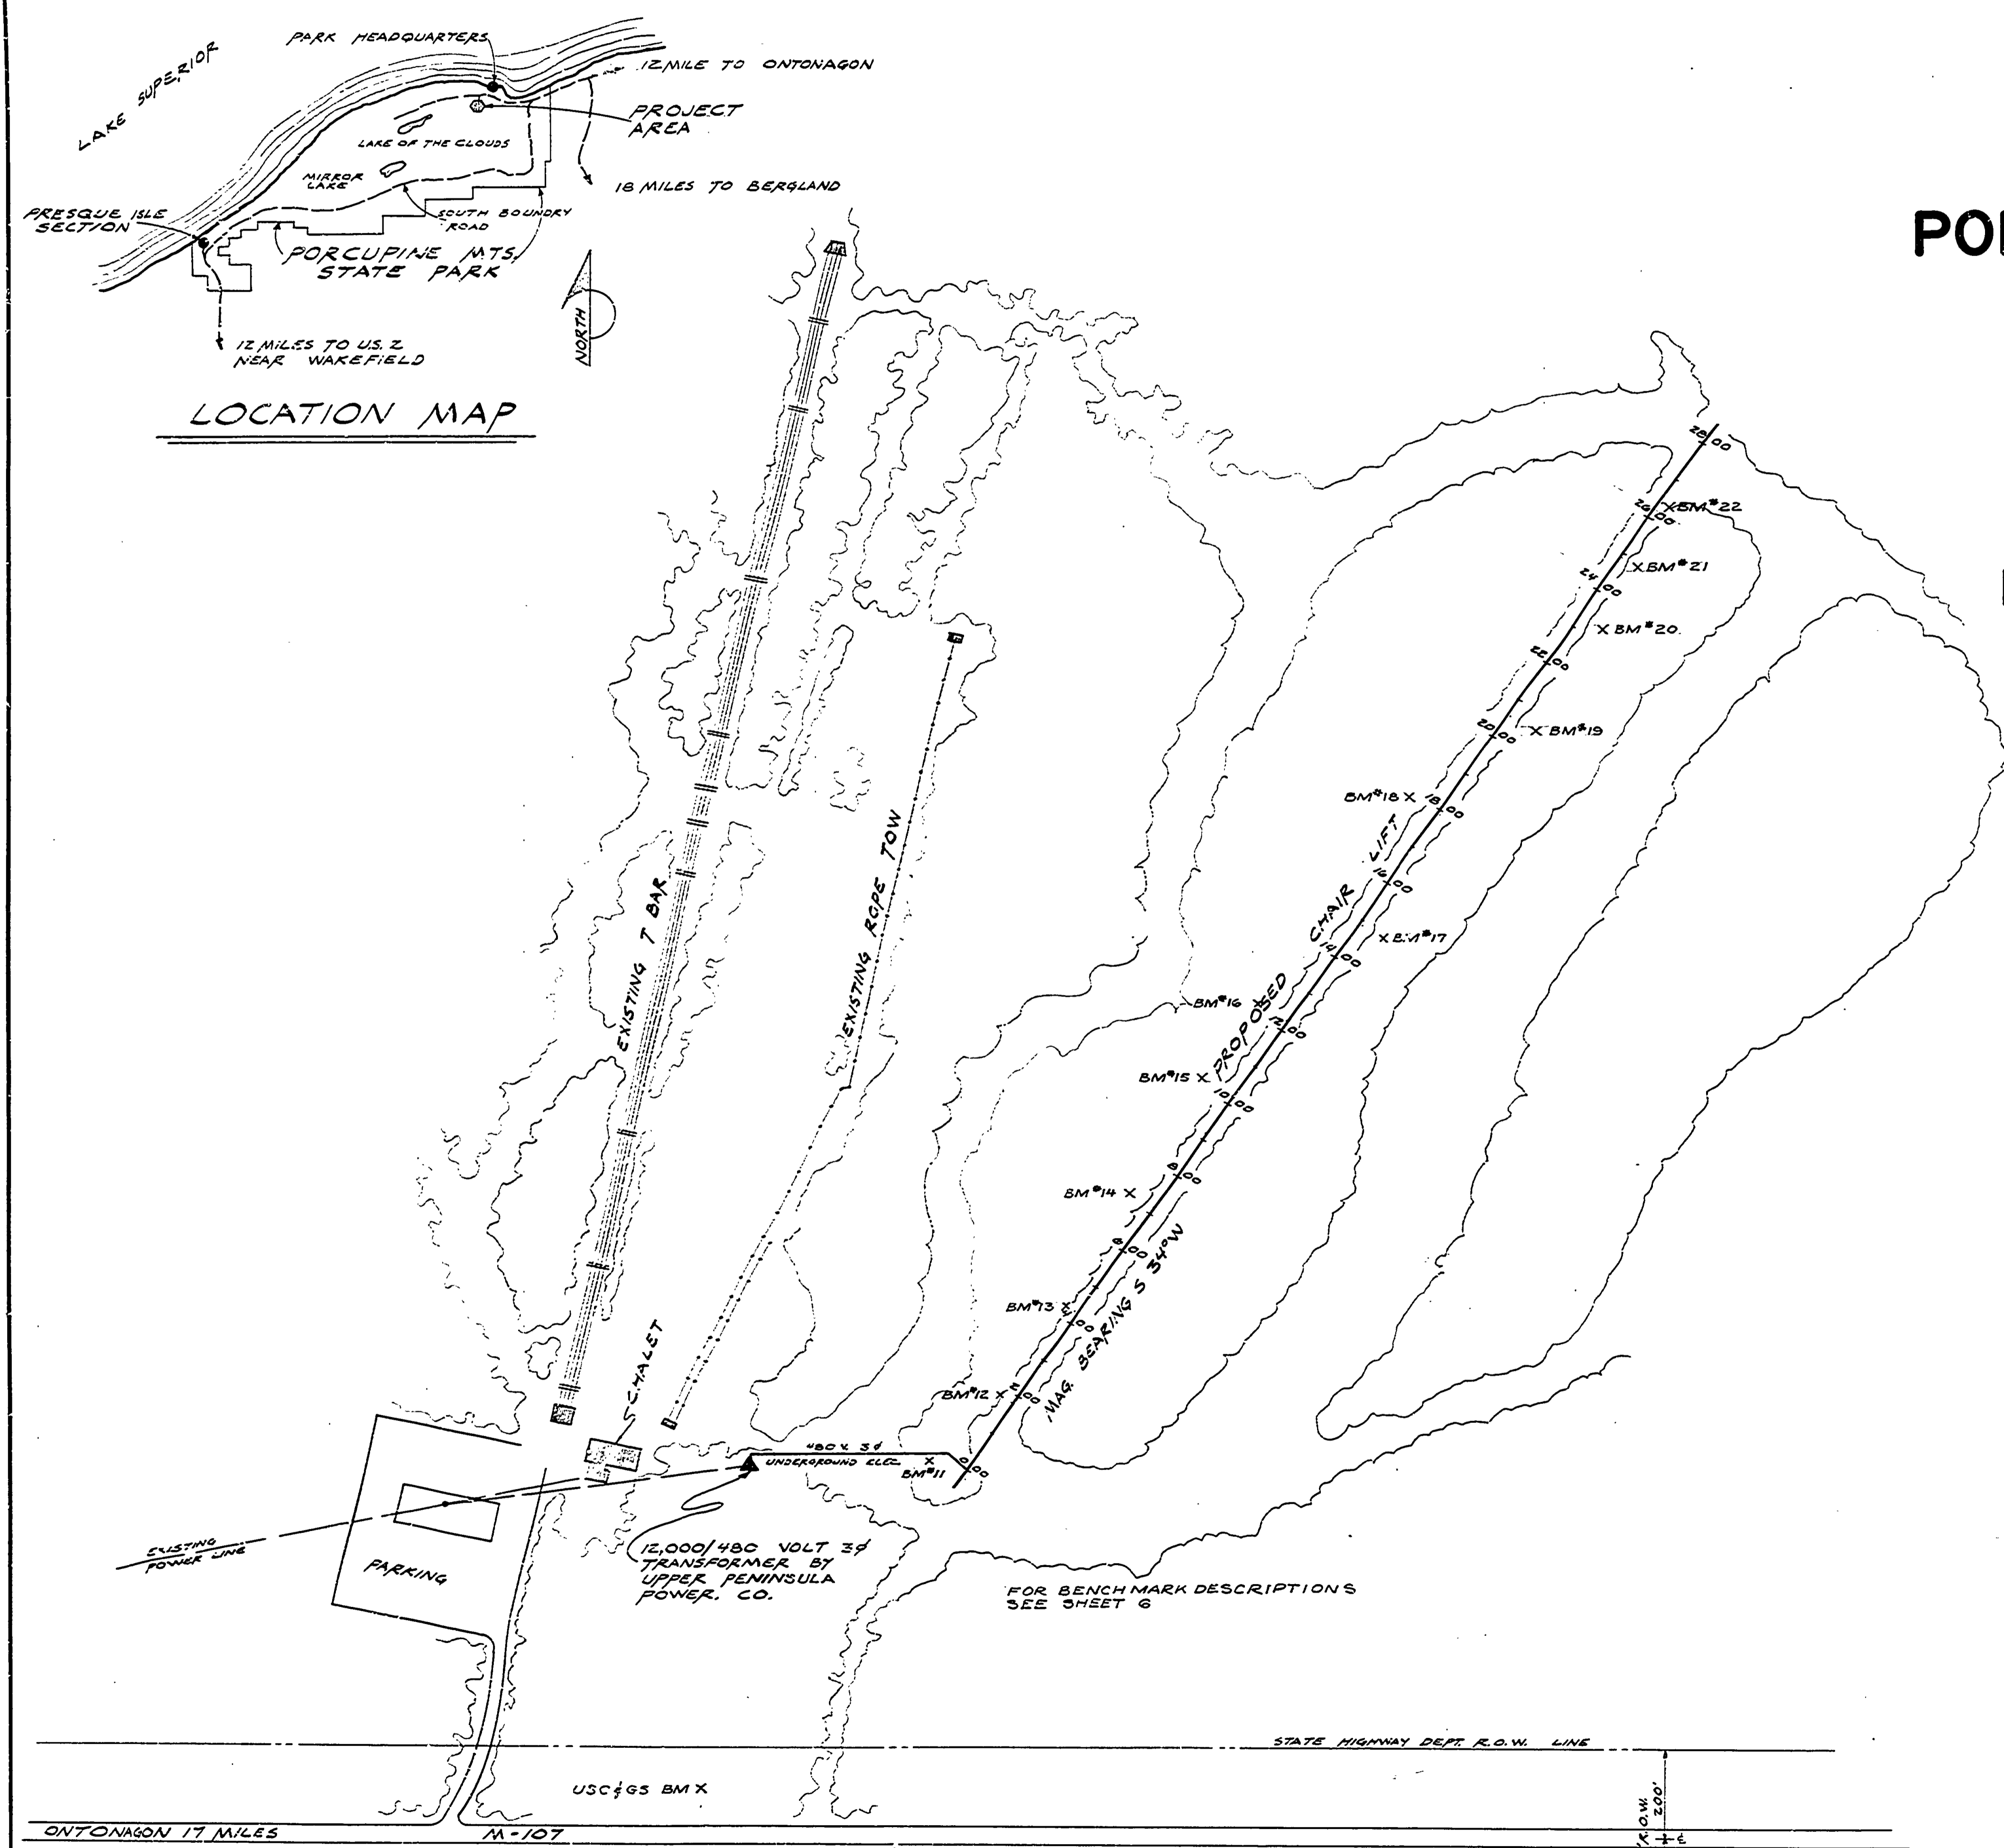 LAKE SUPERIOR
PARK HEADQUARTERS
12 MILE TO ONTONAGON
PROJECT
AREA
LAKE OF THE CLOUDS
MIRROR
LAKE
18 MILES TO BERGLAND
PRESQUE ISLE
SECTION
SOUTH BOUNDRY
ROAD
PORCUPINE MTS.
STATE PARK
NORTH
12 MILES TO U.S. 2
NEAR WAKEFIELD
LOCATION MAP
28 00
26 00
BM#22
BM#21
24 00
BM#20
22 00
20 00
BM#19
BM#18
18 00
16 00
BM#17
14 00
BM#16
12 00
BM#15
10 00
BM#14
8 00
6 00
BM#13
4 00
BM#12
2 00
BM#11
0 00
PROPOSED CHAIR LIFT
MAG. BEARING S 34°W
EXISTING T BAR
EXISTING ROPE TOW
CHALET
480 V. 3φ
UNDERGROUND ELEC
EXISTING
POWER LINE
PARKING
12,000/480 VOLT 3φ
TRANSFORMER BY
UPPER PENINSULA
POWER. CO.
FOR BENCH MARK DESCRIPTIONS
SEE SHEET 6
STATE HIGHWAY DEPT. R.O.W. LINE
USC&GS BM X
R.O.W.
200'
℄
ONTONAGON 17 MILES
M-107